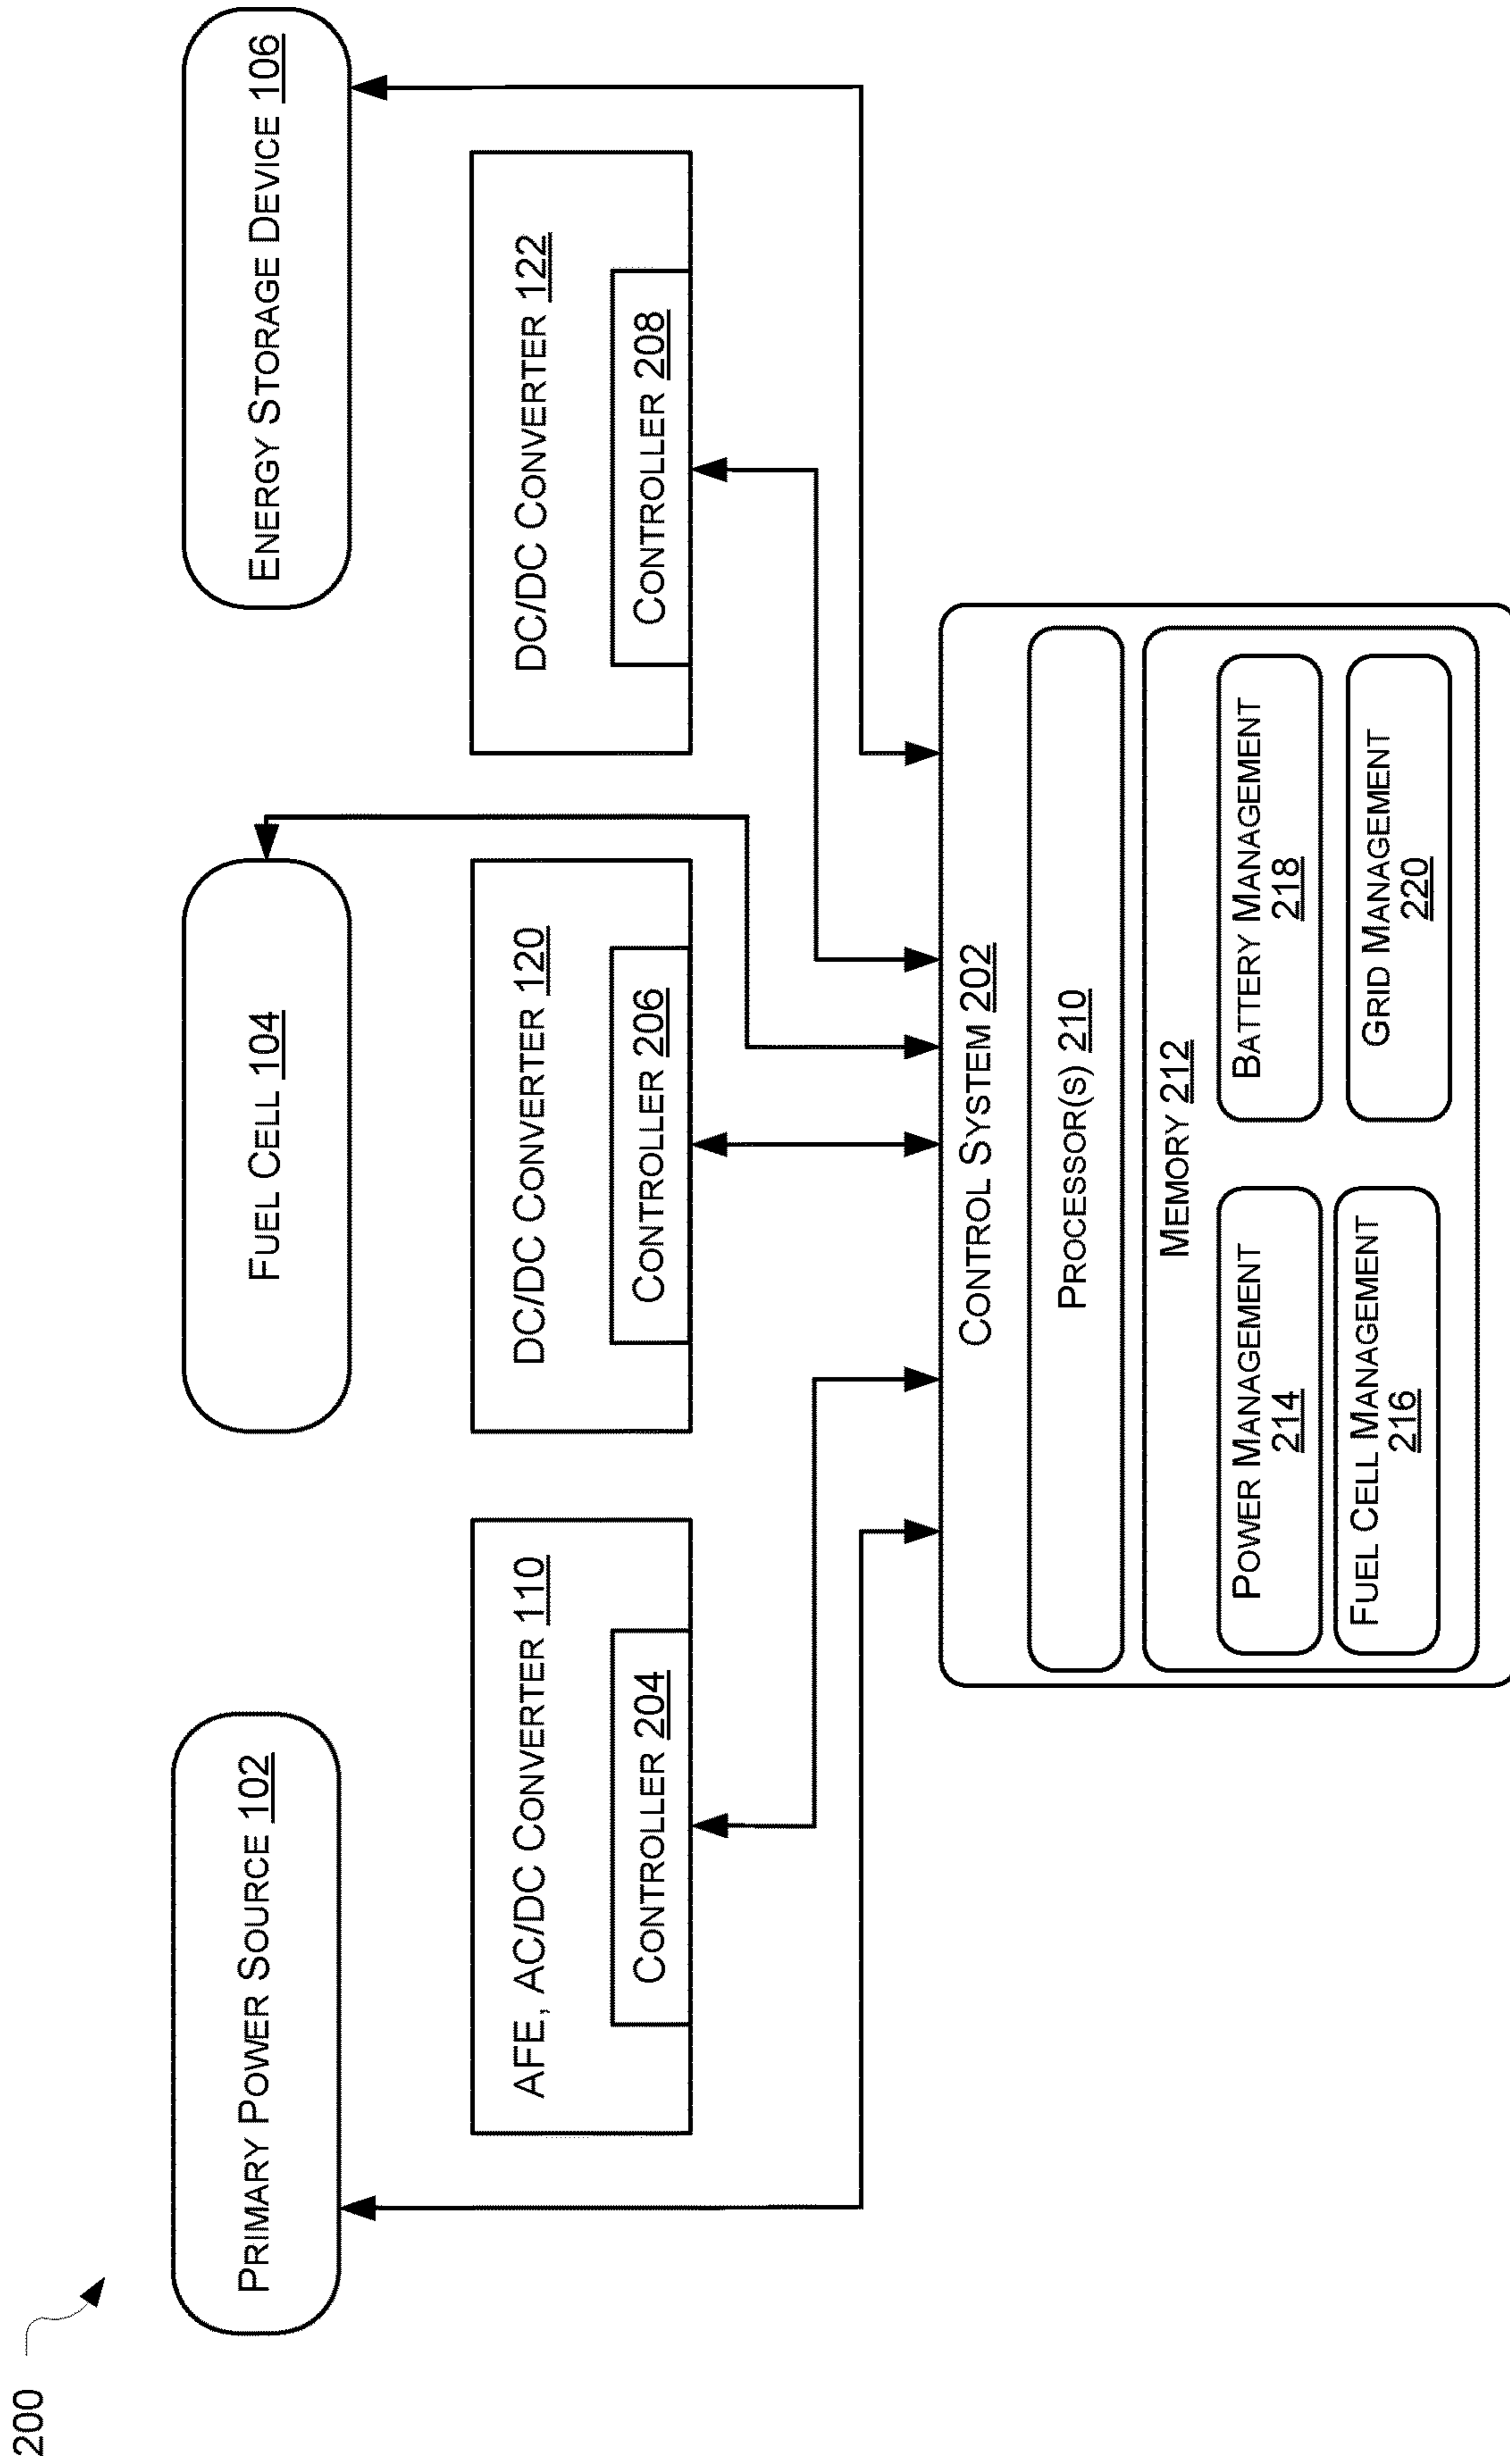 200
PRIMARY POWER SOURCE 102
FUEL CELL 104
ENERGY STORAGE DEVICE 106
AFE, AC/DC CONVERTER 110
CONTROLLER 204
DC/DC CONVERTER 120
CONTROLLER 206
DC/DC CONVERTER 122
CONTROLLER 208
CONTROL SYSTEM 202
PROCESSOR(S) 210
MEMORY 212
POWER MANAGEMENT
214
BATTERY MANAGEMENT
218
FUEL CELL MANAGEMENT
216
GRID MANAGEMENT
220